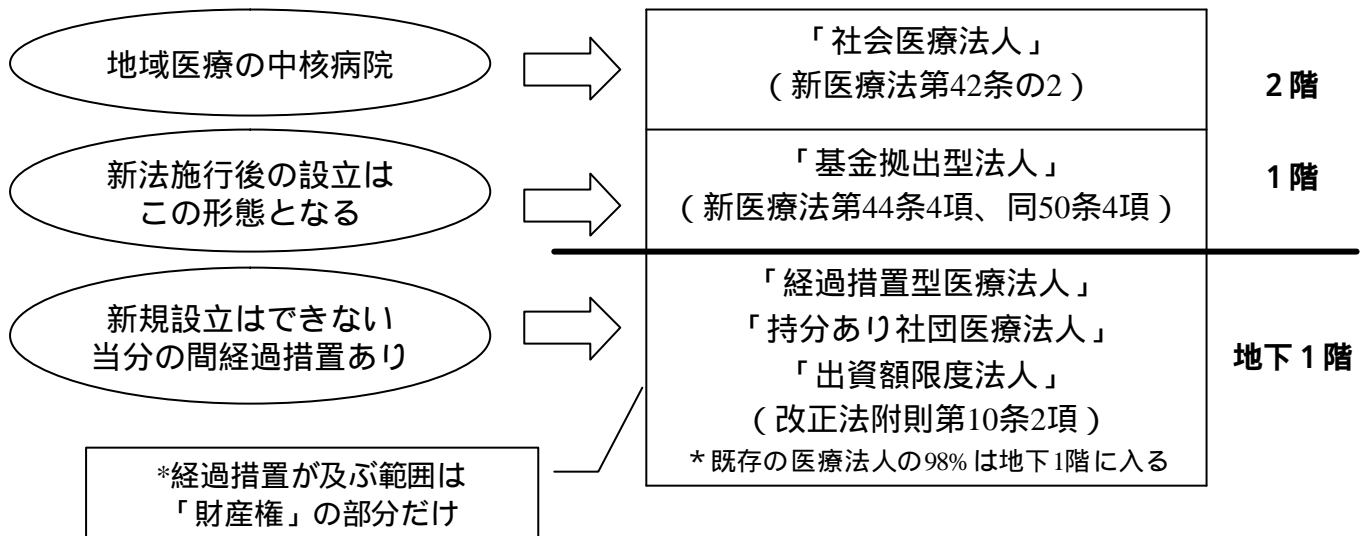 地域医療の中核病院
「社会医療法人」
（新医療法第42条の2）
2階
新法施行後の設立は
この形態となる
「基金拠出型法人」
（新医療法第44条4項、同50条4項）
1階
新規設立はできない
当分の間経過措置あり
「経過措置型医療法人」
「持分あり社団医療法人」
「出資額限度法人」
（改正法附則第10条2項）
*既存の医療法人の98%は地下1階に入る
地下1階
*経過措置が及ぶ範囲は
「財産権」の部分だけ